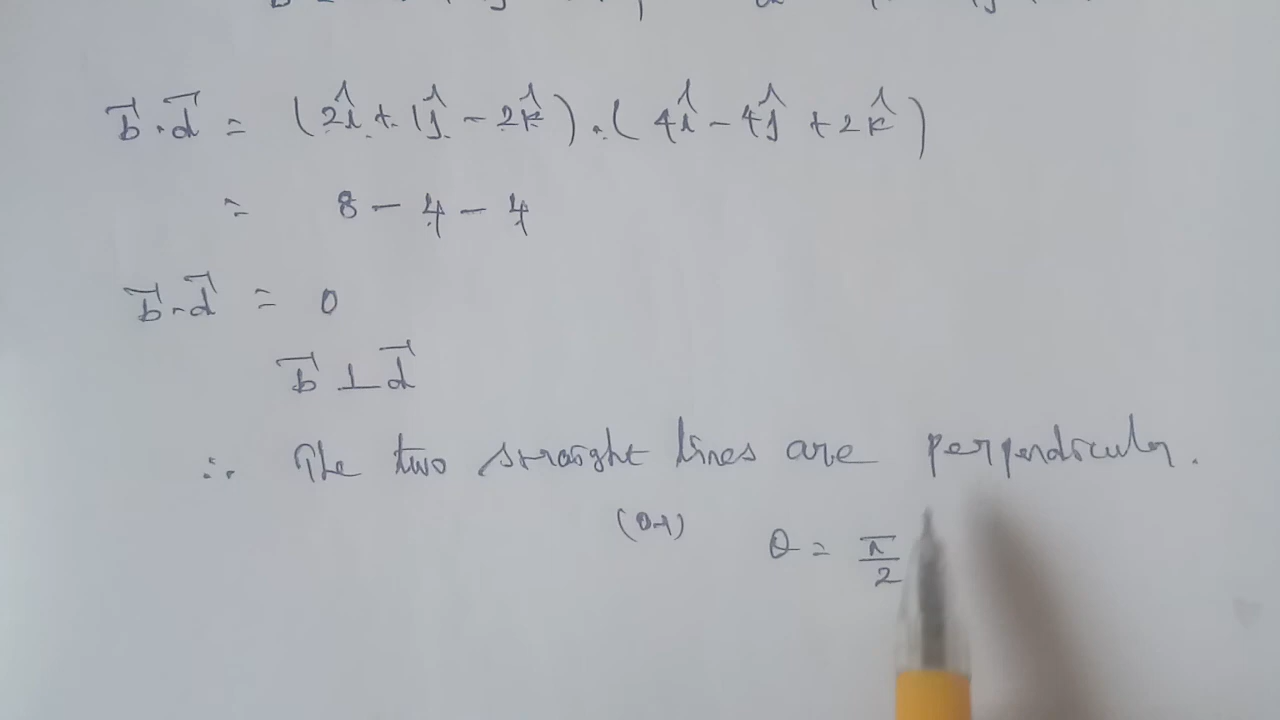 b⃗·d⃗ = (2î + 1ĵ - 2k̂).(4î - 4ĵ + 2k̂)
= 8 - 4 - 4
b⃗·d⃗ = 0
b⃗ ⊥ d⃗
∴ The two straight lines are perpendicular.
(or) θ = π/2